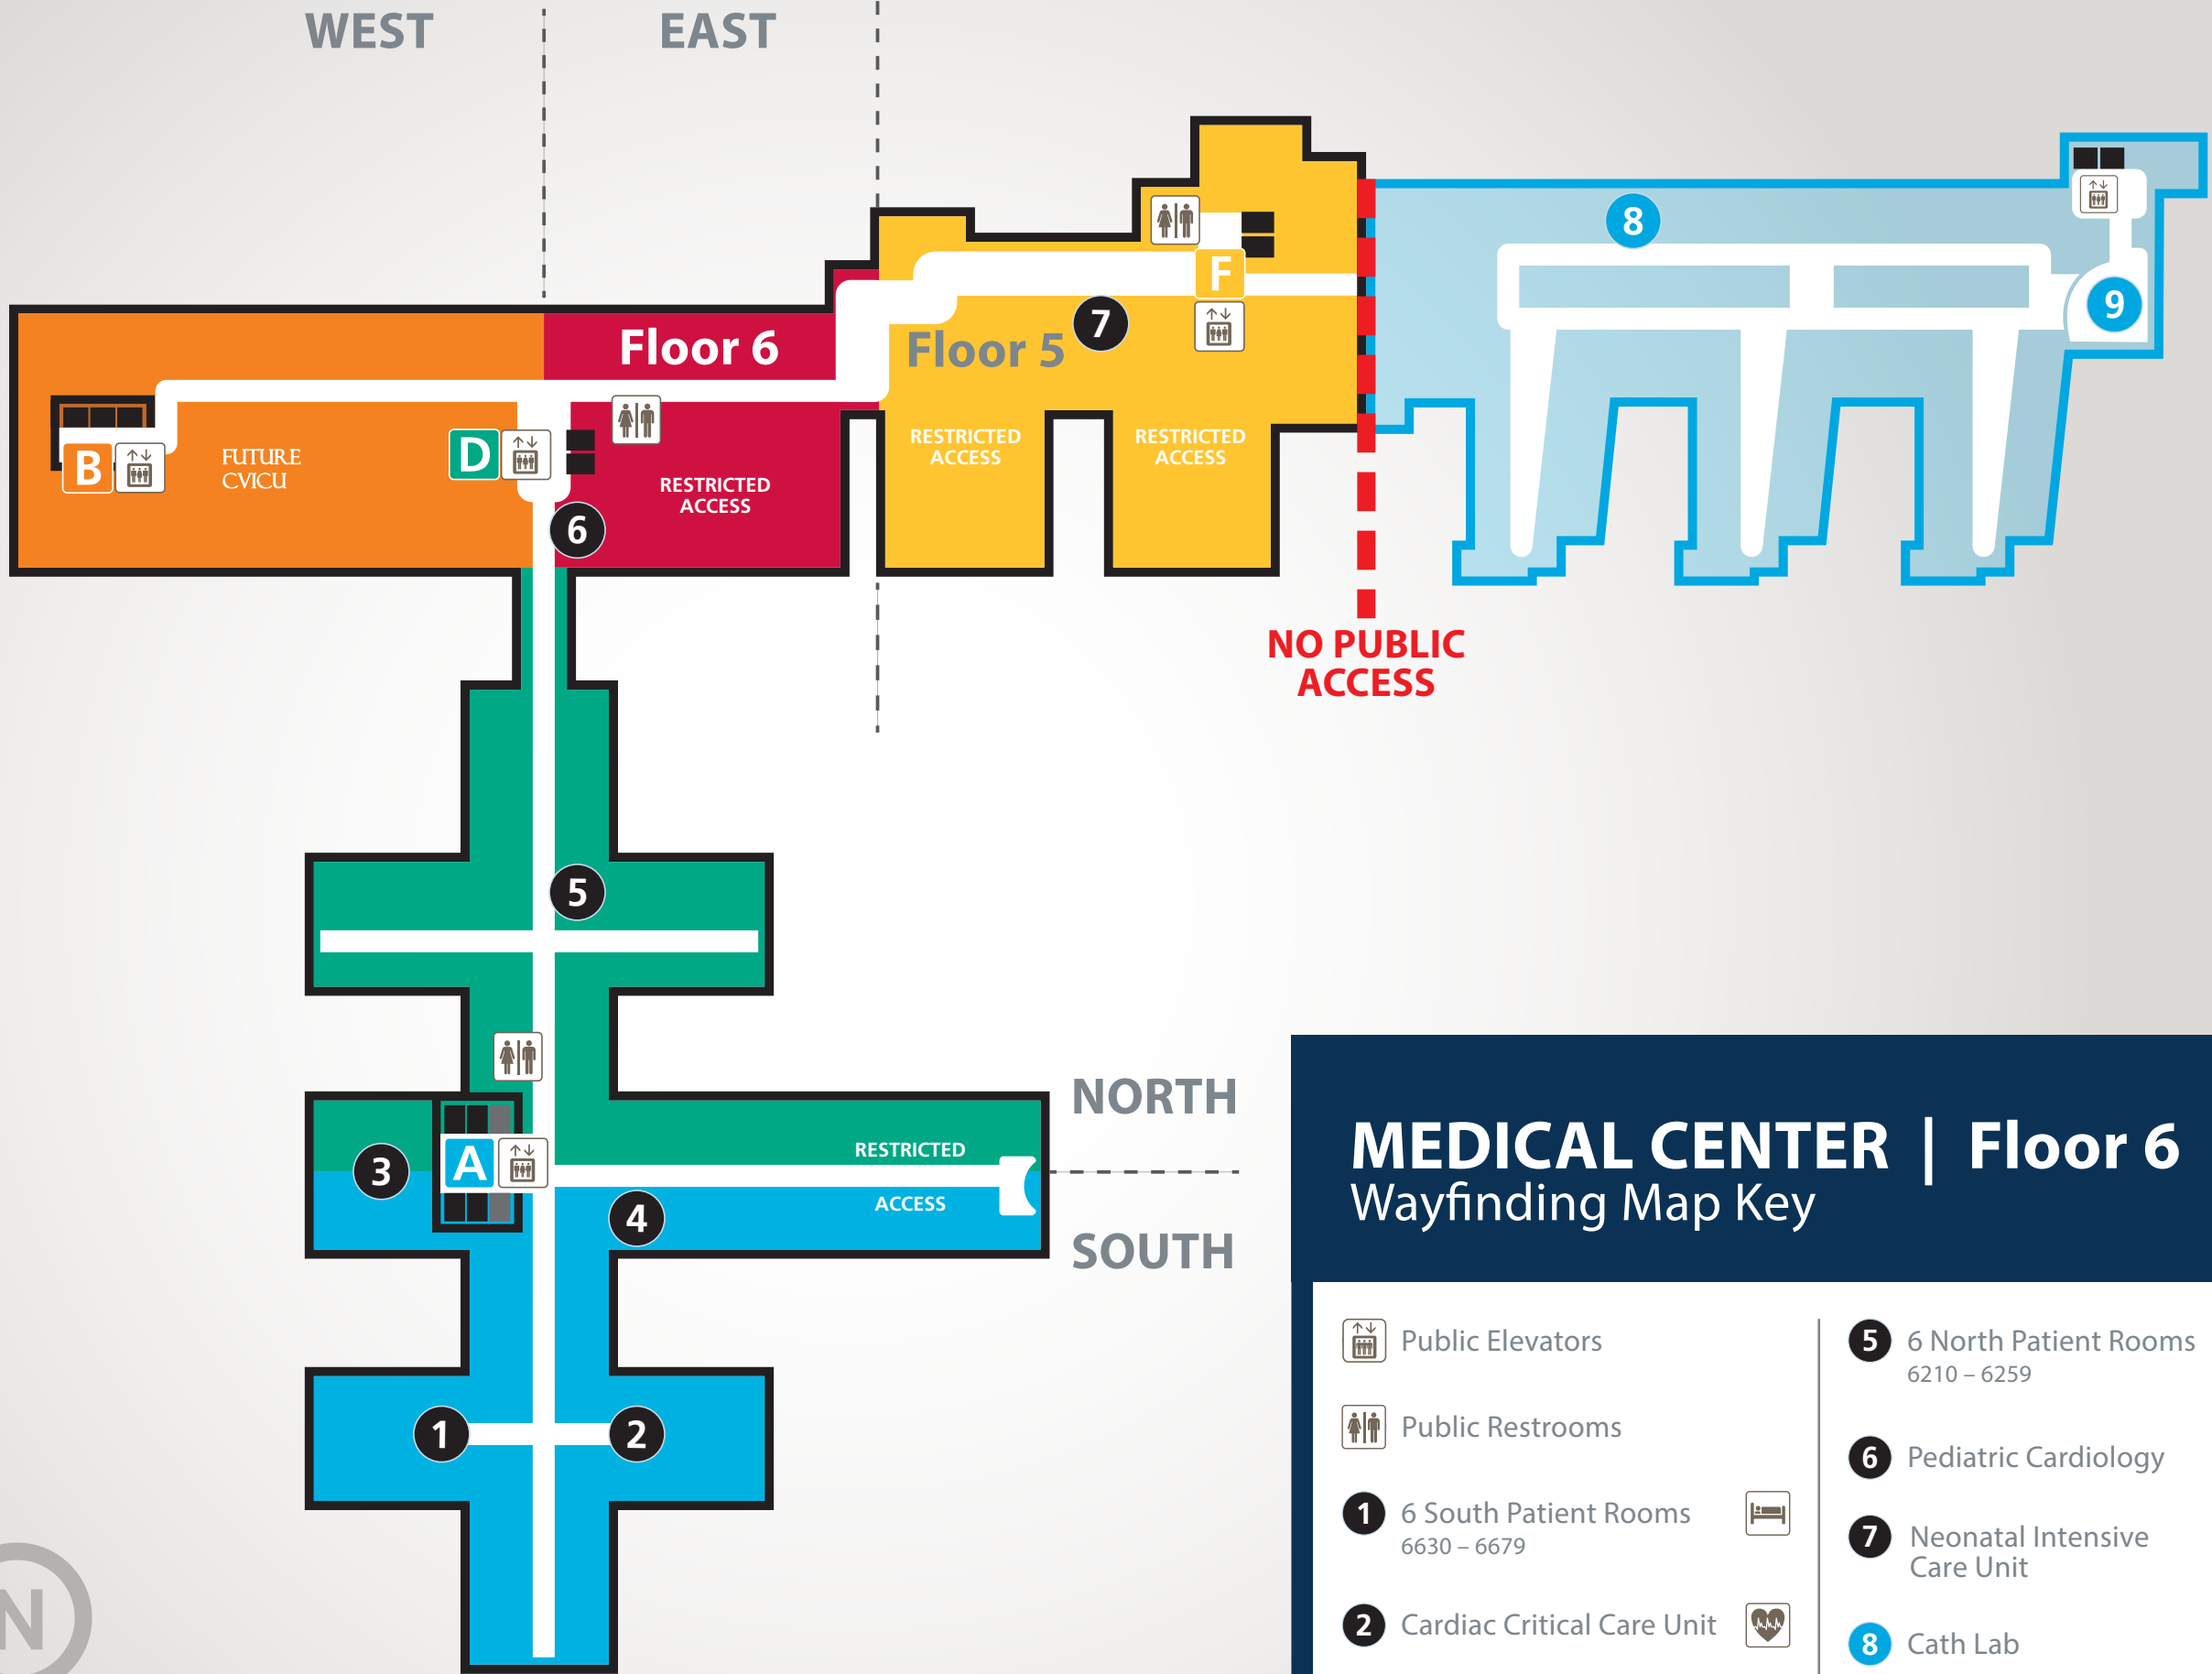 WEST
EAST
8
9
F
7
Floor 6
Floor 5
RESTRICTED
ACCESS
RESTRICTED
ACCESS
B
FUTURE
CVICU
D
RESTRICTED
ACCESS
6
NO PUBLIC
ACCESS
5
NORTH
RESTRICTED
3
A
ACCESS
4
SOUTH
1
2
N
MEDICAL CENTER | Floor 6
Wayfinding Map Key
Public Elevators
Public Restrooms
1 6 South Patient Rooms
6630 – 6679
2 Cardiac Critical Care Unit
5 6 North Patient Rooms
6210 – 6259
6 Pediatric Cardiology
7 Neonatal Intensive
Care Unit
8 Cath Lab